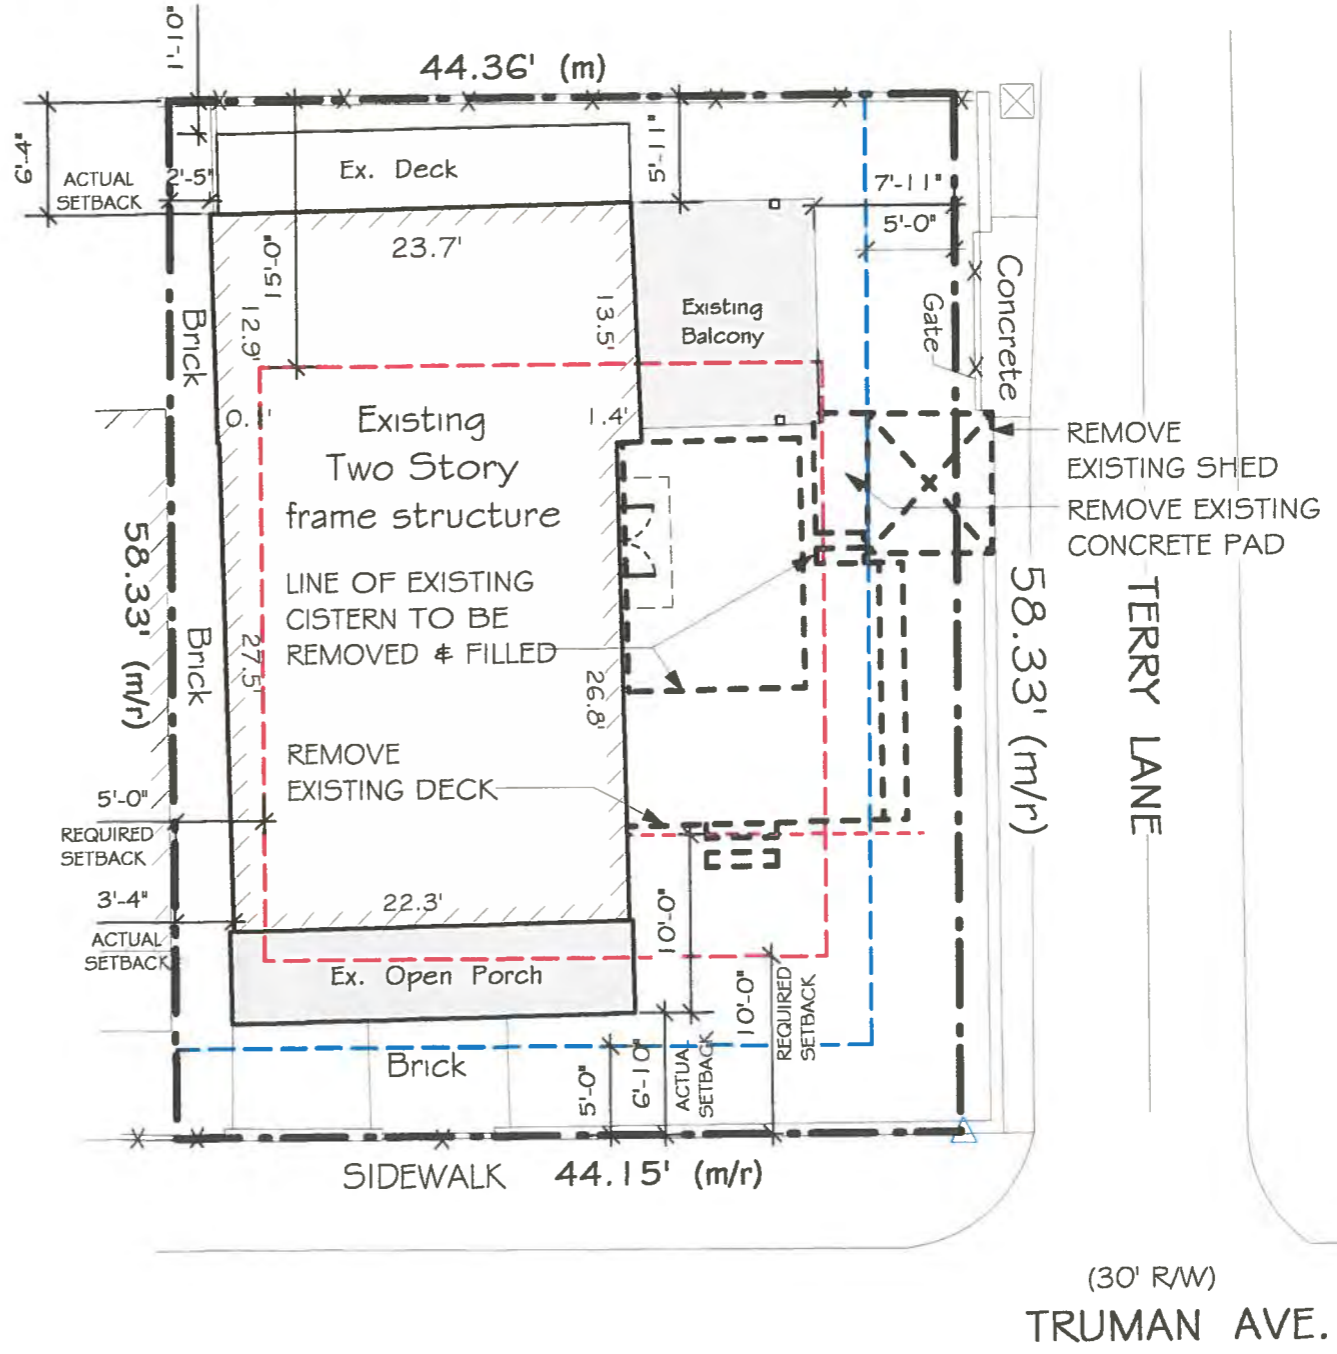 1'-10"
44.36' (m)
6'-4"
ACTUAL
SETBACK
2'-5"
Ex. Deck
5'-11"
7'-11"
5'-0"
23.7'
15'-0"
Brick
12.9'
13.5'
Existing
Balcony
Gate
Concrete
Existing
Two Story
frame structure
1.4'
REMOVE
EXISTING SHED
REMOVE EXISTING
CONCRETE PAD
58.33' (m/r)
LINE OF EXISTING
CISTERN TO BE
REMOVED & FILLED
Brick
27.5'
26.8'
58.33' (m/r)
TERRY LANE
REMOVE
EXISTING DECK
5'-0"
REQUIRED
SETBACK
3'-4"
ACTUAL
SETBACK
22.3'
Ex. Open Porch
10'-0"
10'-0"
REQUIRED
SETBACK
Brick
5'-0"
6'-10"
ACTUAL
SETBACK
SIDEWALK
44.15' (m/r)
(30' R/W)
TRUMAN AVE.